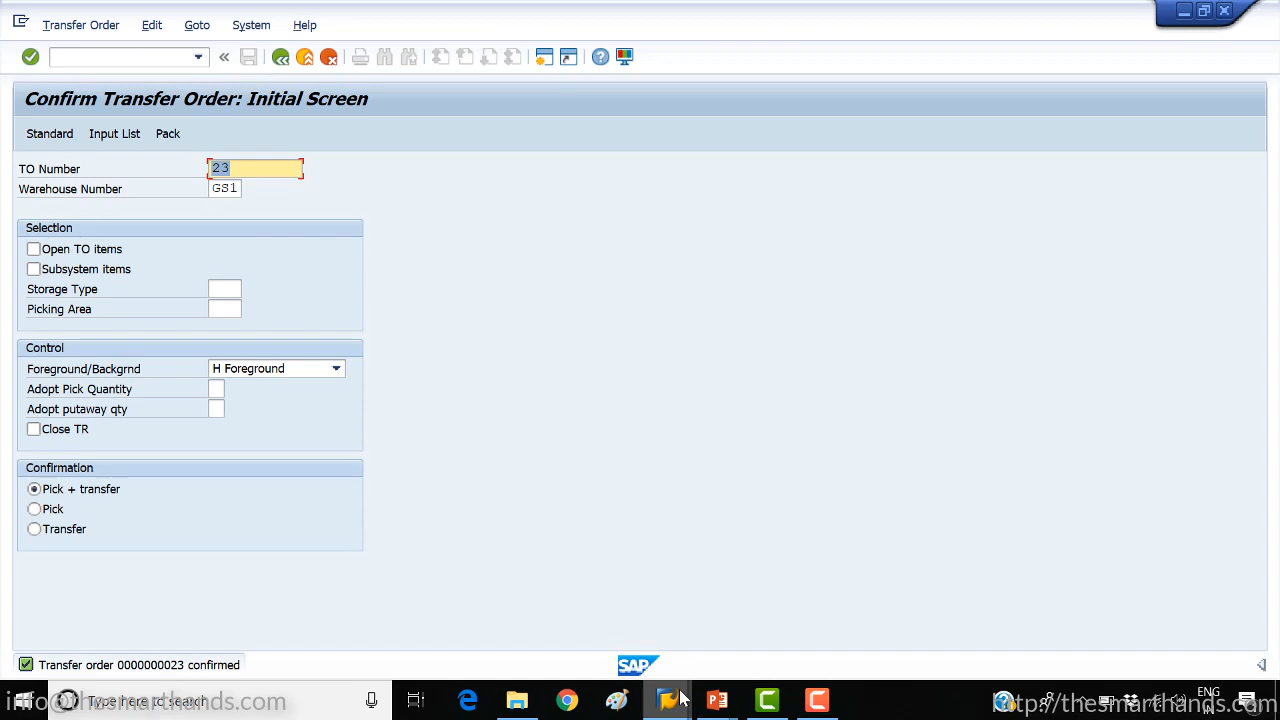 Transfer Order Edit Goto System Help
Confirm Transfer Order: Initial Screen
Standard Input List Pack
TO Number 23
Warehouse Number GS1
Selection
Open TO items
Subsystem items
Storage Type
Picking Area
Control
Foreground/Backgrnd H Foreground
Adopt Pick Quantity
Adopt putaway qty
Close TR
Confirmation
Pick + transfer
Pick
Transfer
Transfer order 0000000023 confirmed
SAP
Type here to search
ENG
IN
info@thesmarthands.com
http://thesmarthands.com